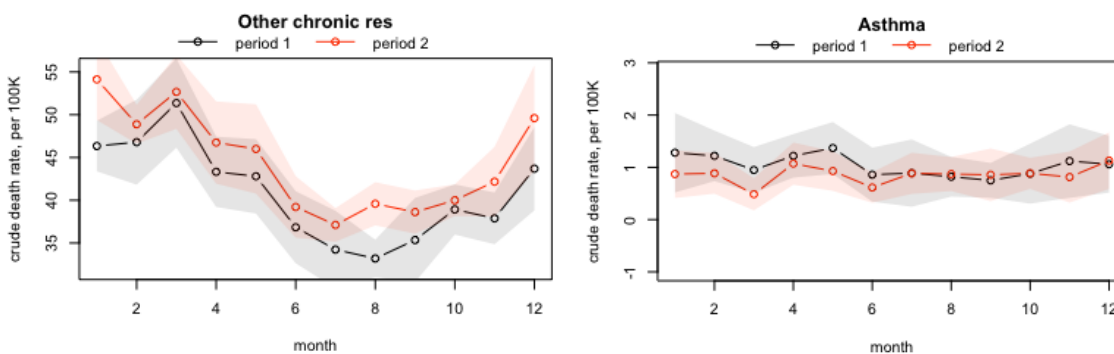 Other chronic res
period 1 period 2
crude death rate, per 100K
55
50
45
40
35
2 4 6 8 10 12
month
Asthma
period 1 period 2
crude death rate, per 100K
3
2
1
0
-1
2 4 6 8 10 12
month